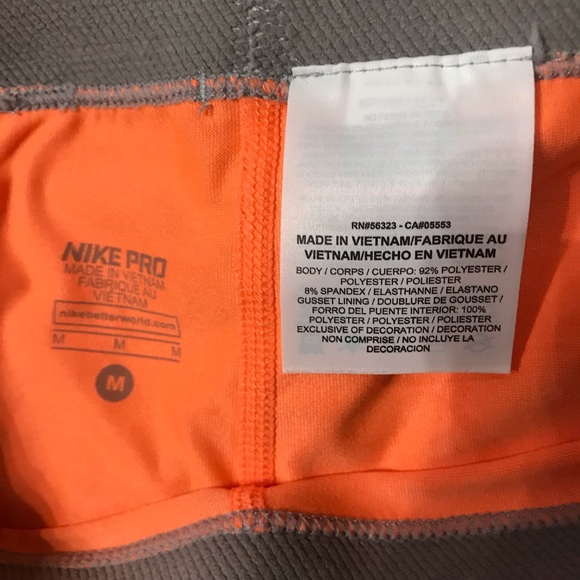 NIKE PRO
MADE IN VIETNAM
FABRIQUE AU
VIETNAM
nikebetterworld.com
M M M
M
RN#56323 - CA#05553
MADE IN VIETNAM/FABRIQUE AU
VIETNAM/HECHO EN VIETNAM
BODY / CORPS / CUERPO: 92% POLYESTER /
POLYESTER / POLIESTER
8% SPANDEX / ELASTHANNE / ELASTANO
GUSSET LINING / DOUBLURE DE GOUSSET /
FORRO DEL PUENTE INTERIOR: 100%
POLYESTER / POLYESTER / POLIESTER
EXCLUSIVE OF DECORATION / DECORATION
NON COMPRISE / NO INCLUYE LA
DECORACION